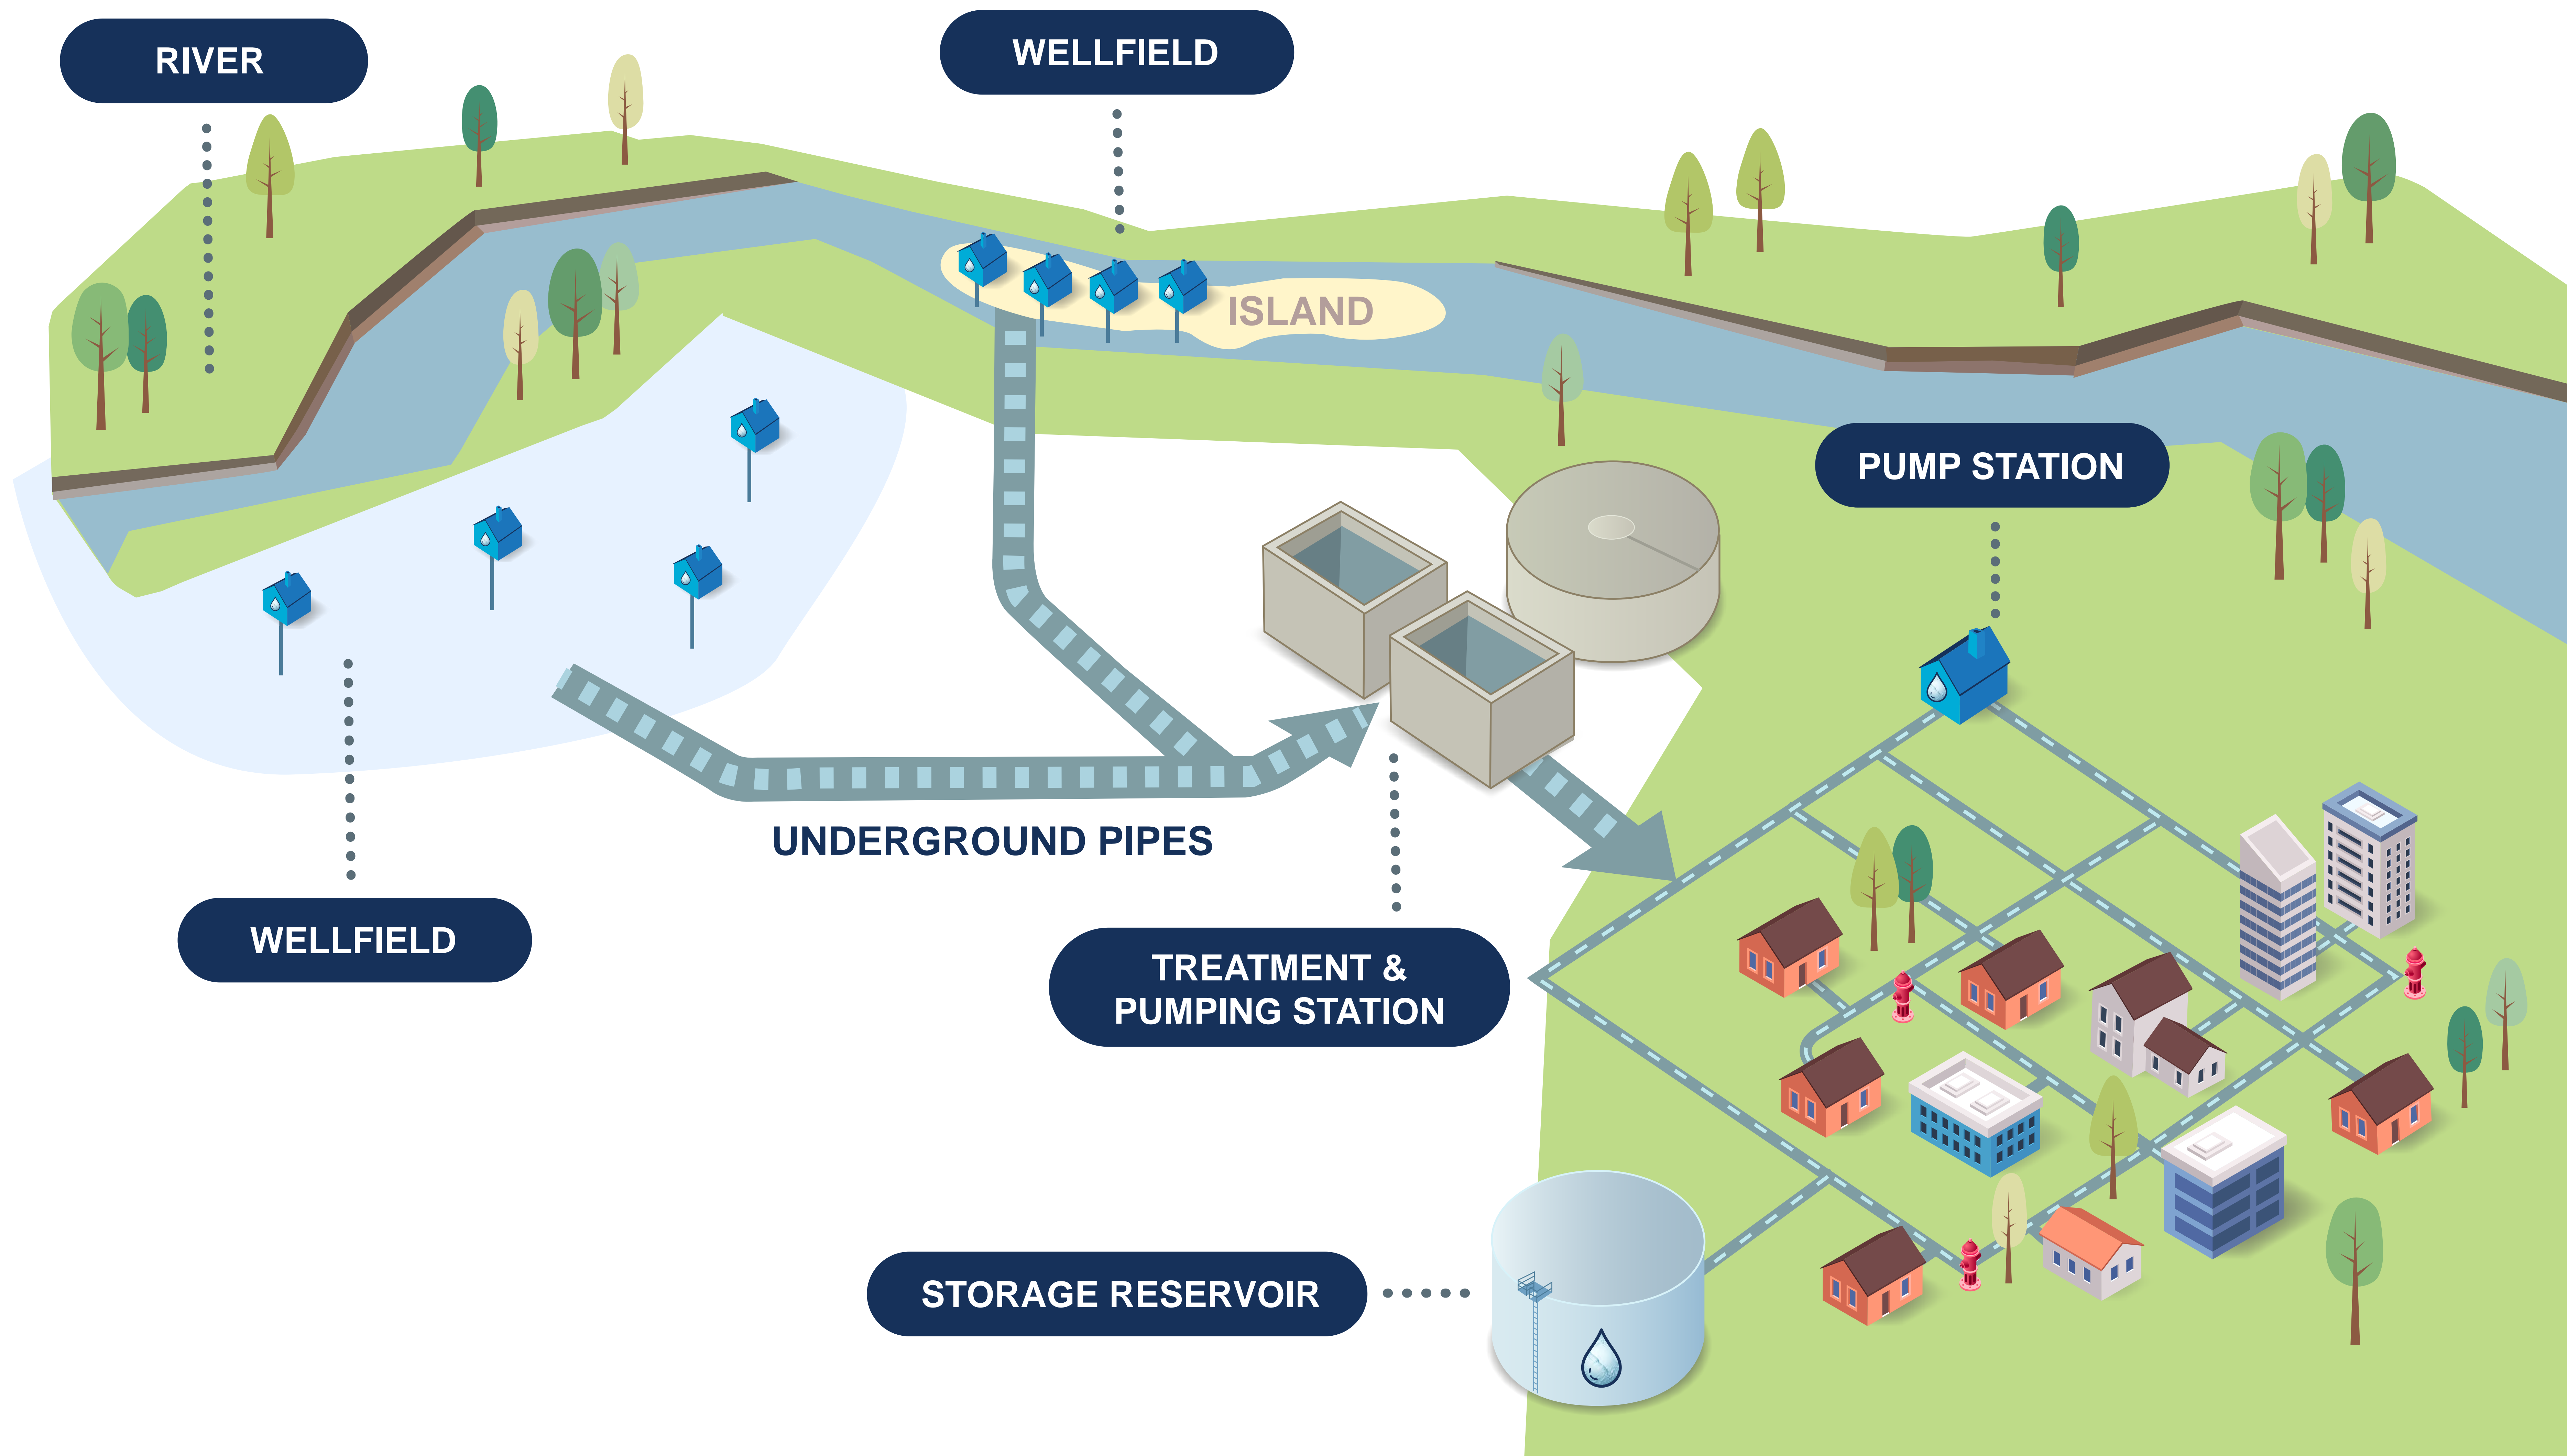 RIVER
WELLFIELD
ISLAND
PUMP STATION
UNDERGROUND PIPES
WELLFIELD
TREATMENT &
PUMPING STATION
STORAGE RESERVOIR